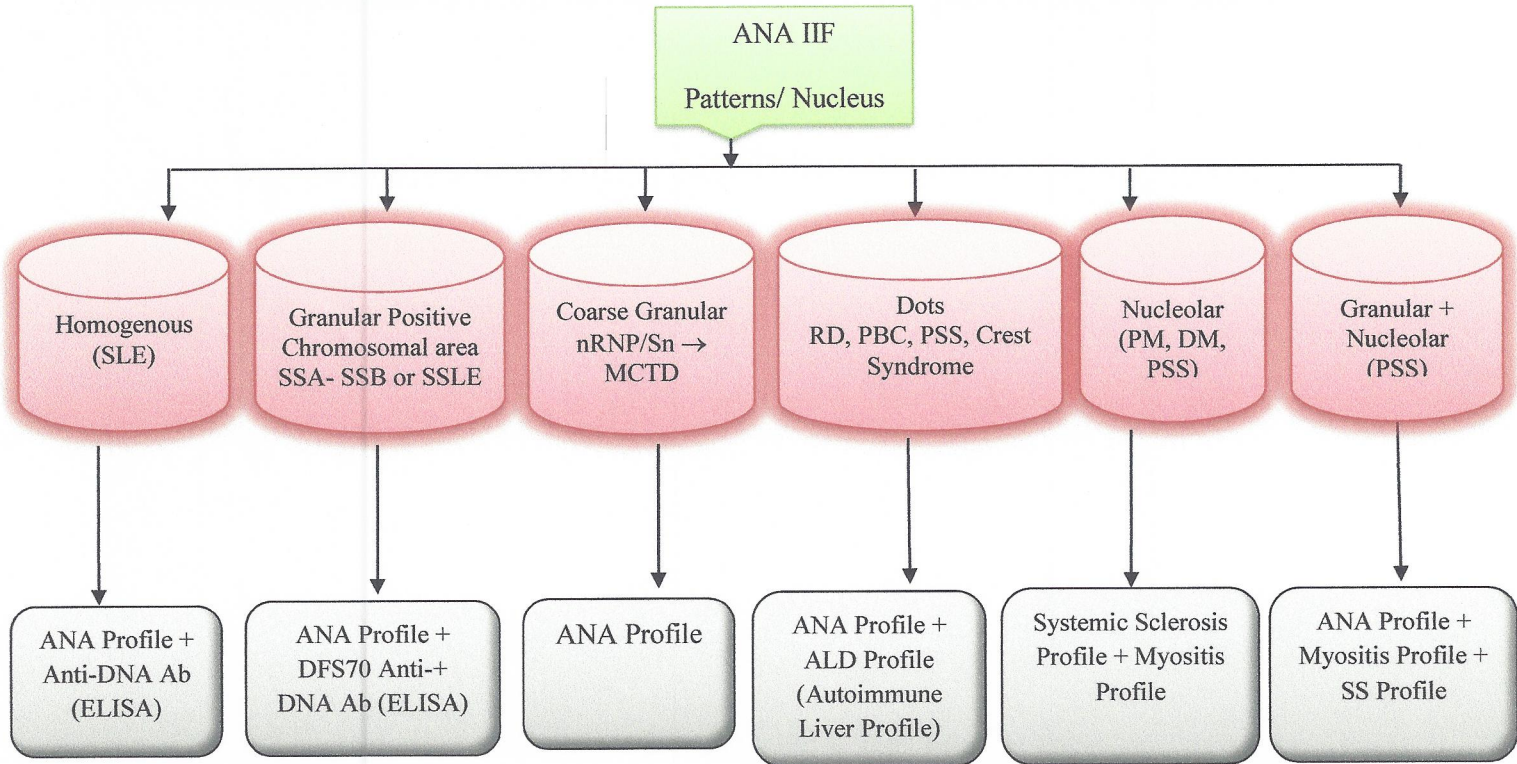 ANA IIF
Patterns/ Nucleus
Homogenous
(SLE)
Granular Positive
Chromosomal area
SSA- SSB or SSLE
Coarse Granular
nRNP/Sn →
MCTD
Dots
RD, PBC, PSS, Crest
Syndrome
Nucleolar
(PM, DM,
PSS)
Granular +
Nucleolar
(PSS)
ANA Profile +
Anti-DNA Ab
(ELISA)
ANA Profile +
DFS70 Anti-+
DNA Ab (ELISA)
ANA Profile
ANA Profile +
ALD Profile
(Autoimmune
Liver Profile)
Systemic Sclerosis
Profile + Myositis
Profile
ANA Profile +
Myositis Profile +
SS Profile